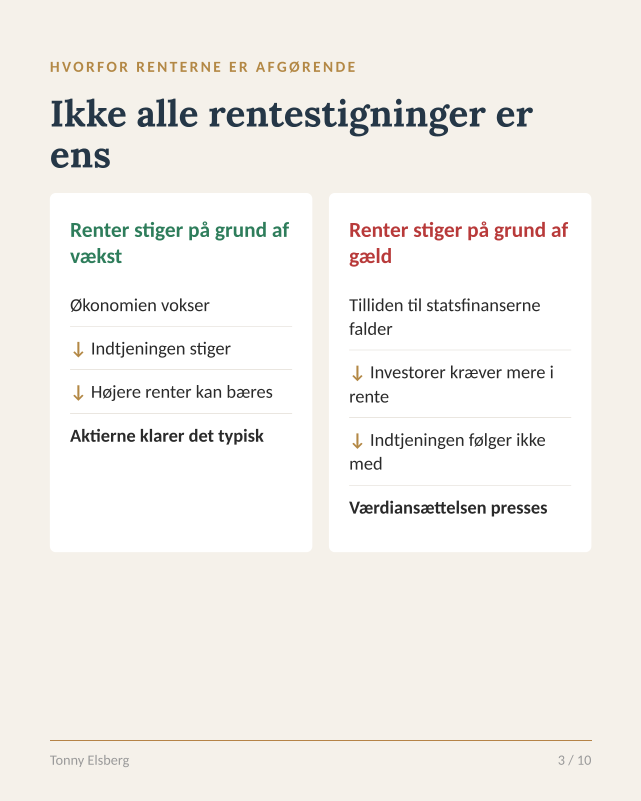 HVORFOR RENTERNE ER AFGØRENDE
Ikke alle rentestigninger er
ens
Renter stiger på grund af
vækst
Økonomien vokser
↓ Indtjeningen stiger
↓ Højere renter kan bæres
Aktierne klarer det typisk
Renter stiger på grund af
gæld
Tilliden til statsfinanserne
falder
↓ Investorer kræver mere i
rente
↓ Indtjeningen følger ikke
med
Værdiansættelsen presses
Tonny Elsberg
3 / 10